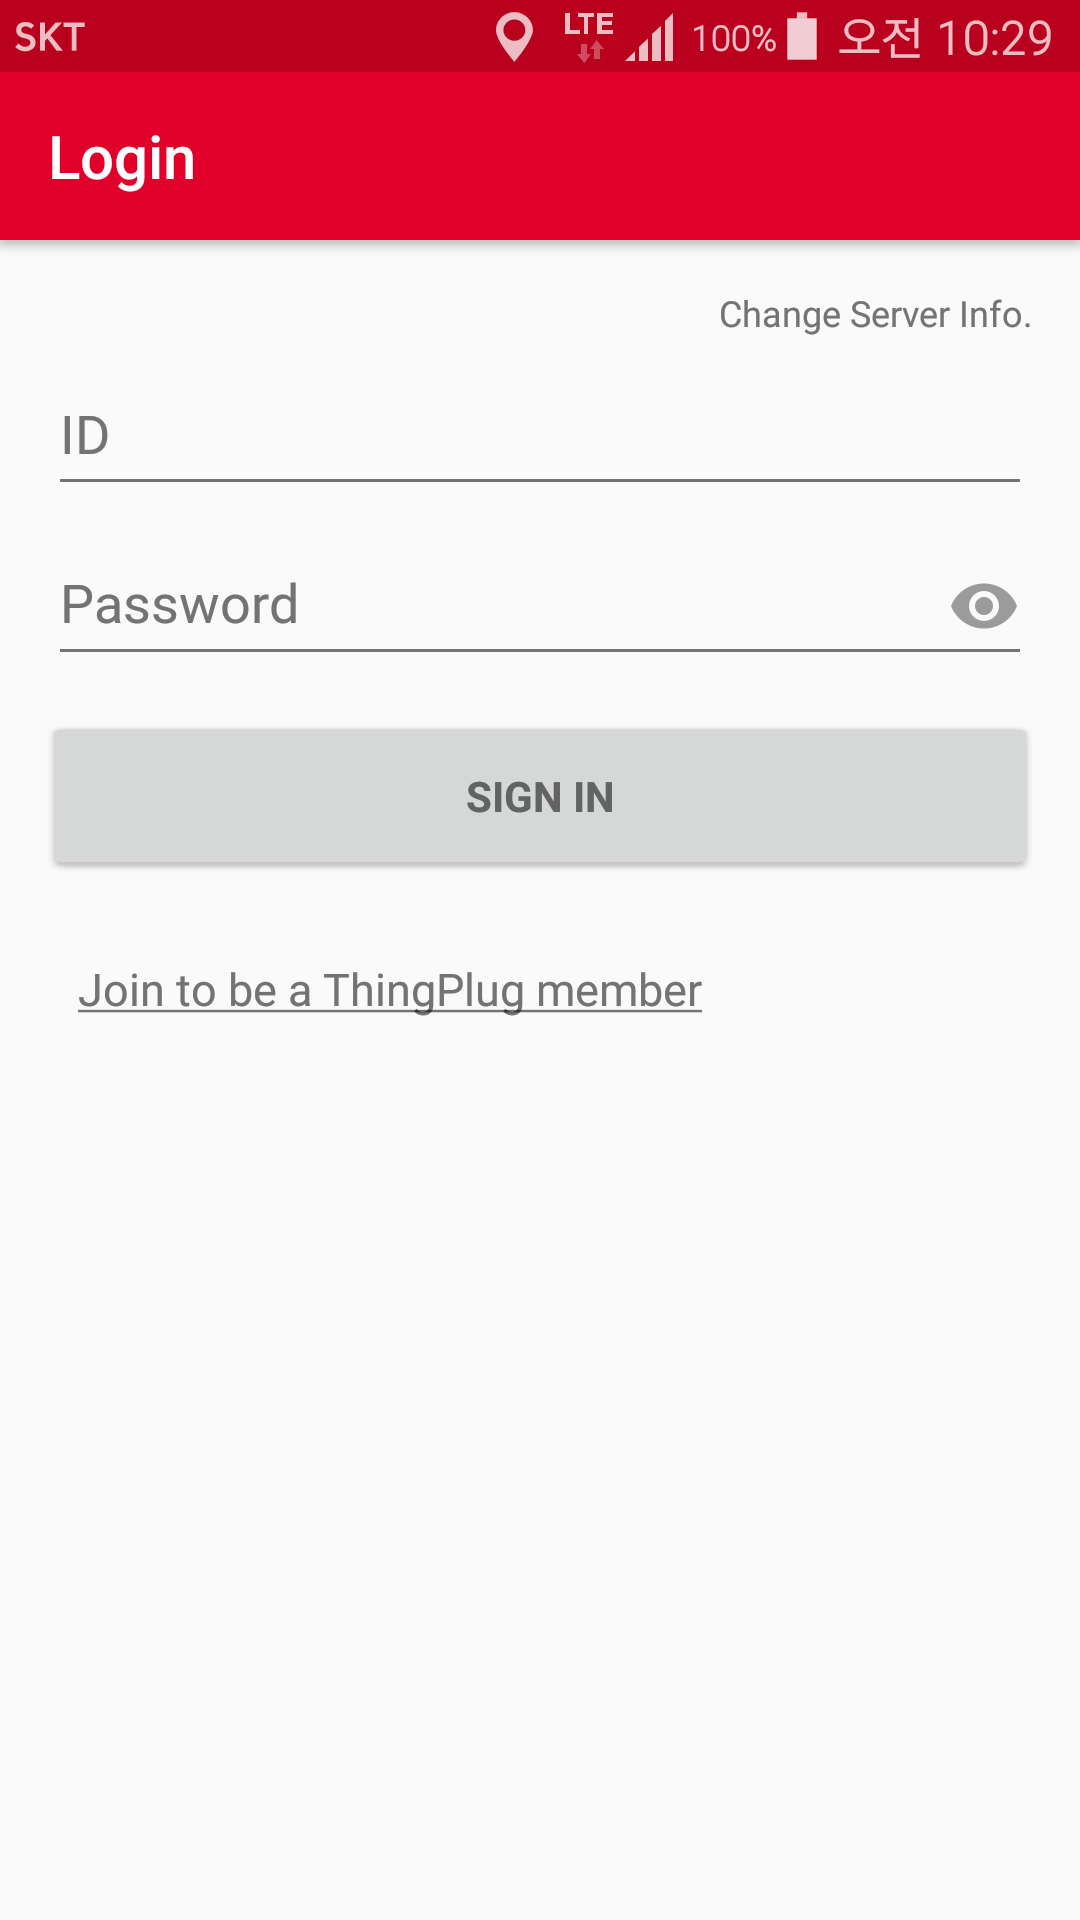 SKT LTE 100% 오전 10:29
Login
Change Server Info.
ID
Password
SIGN IN
Join to be a ThingPlug member